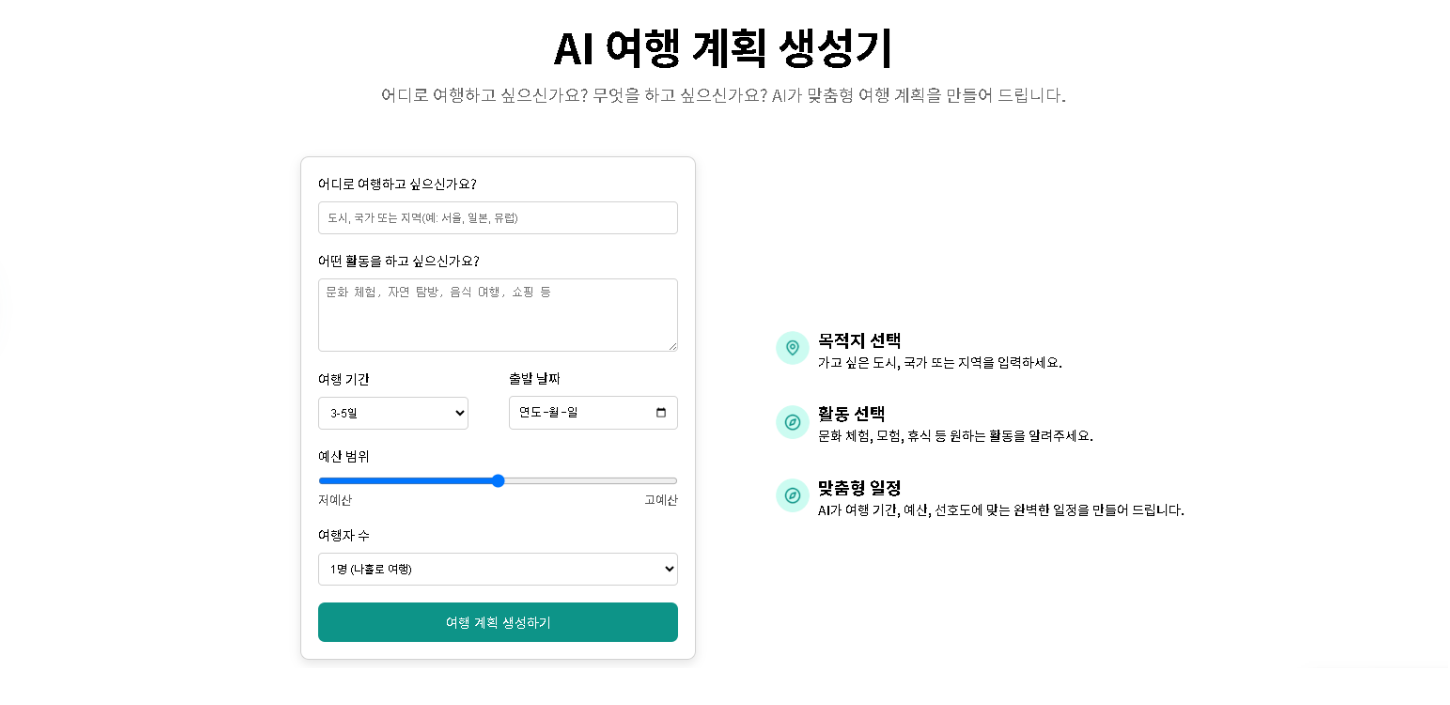 AI 여행 계획 생성기
어디로 여행하고 싶으신가요? 무엇을 하고 싶으신가요? AI가 맞춤형 여행 계획을 만들어 드립니다.
어디로 여행하고 싶으신가요?
도시, 국가 또는 지역(예: 서울, 일본, 유럽)
어떤 활동을 하고 싶으신가요?
문화 체험, 자연 탐방, 음식 여행, 쇼핑 등
여행 기간
출발 날짜
3-5일
연도-월-일
예산 범위
저예산
고예산
여행자 수
1명 (나홀로 여행)
여행 계획 생성하기
목적지 선택
가고 싶은 도시, 국가 또는 지역을 입력하세요.
활동 선택
문화 체험, 모험, 휴식 등 원하는 활동을 알려주세요.
맞춤형 일정
AI가 여행 기간, 예산, 선호도에 맞는 완벽한 일정을 만들어 드립니다.